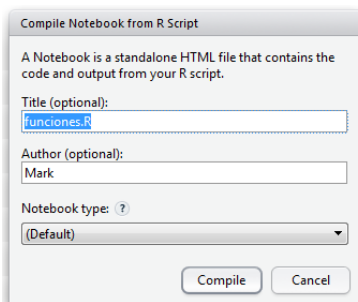 Compile Notebook from R Script
A Notebook is a standalone HTML file that contains the
code and output from your R script.
Title (optional):
funciones.R
Author (optional):
Mark
Notebook type: ?
(Default)
Compile Cancel